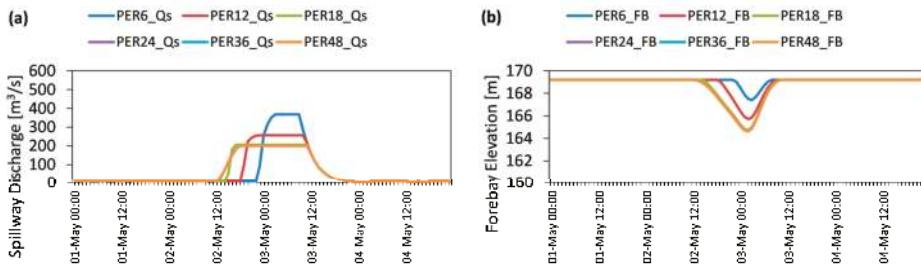 (a)
PER6_Qs PER12_Qs PER18_Qs
PER24_Qs PER36_Qs PER48_Qs
Spillway Discharge [m³/s]
600
500
400
300
200
100
0
01-May 00:00
01-May 12:00
02-May 00:00
02-May 12:00
03-May 00:00
03-May 12:00
04-May 00:00
04-May 12:00
(b)
PER6_FB PER12_FB PER18_FB
PER24_FB PER36_FB PER48_FB
Forebay Elevation [m]
170
168
166
164
162
160
01-May 00:00
01-May 12:00
02-May 00:00
02-May 12:00
03-May 00:00
03-May 12:00
04-May 00:00
04-May 12:00